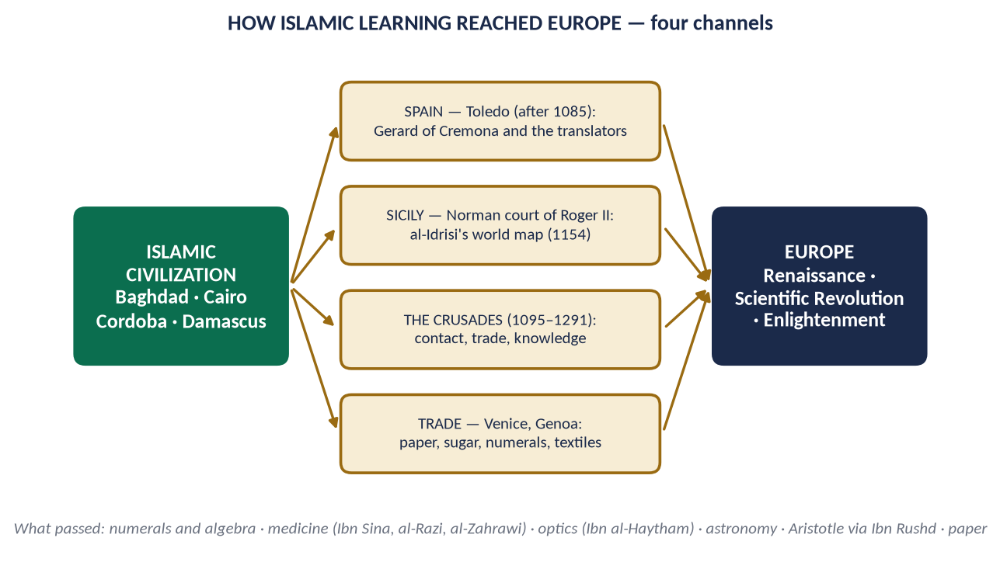 HOW ISLAMIC LEARNING REACHED EUROPE — four channels
SPAIN — Toledo (after 1085):
Gerard of Cremona and the translators
SICILY — Norman court of Roger II:
al-Idrisi's world map (1154)
ISLAMIC
CIVILIZATION
Baghdad · Cairo
Cordoba · Damascus
EUROPE
Renaissance ·
Scientific Revolution
· Enlightenment
THE CRUSADES (1095–1291):
contact, trade, knowledge
TRADE — Venice, Genoa:
paper, sugar, numerals, textiles
What passed: numerals and algebra · medicine (Ibn Sina, al-Razi, al-Zahrawi) · optics (Ibn al-Haytham) · astronomy · Aristotle via Ibn Rushd · paper